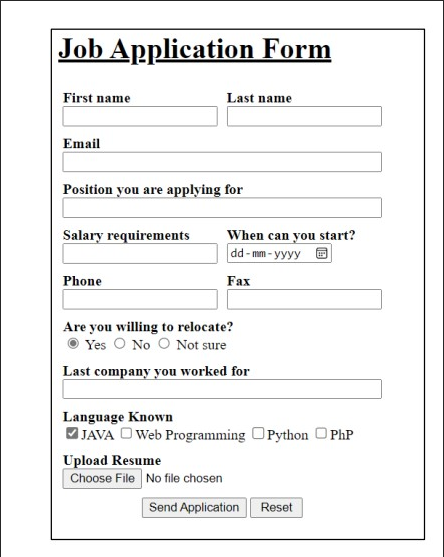 Job Application Form
First name Last name
Email
Position you are applying for
Salary requirements When can you start?
dd-mm-yyyy
Phone Fax
Are you willing to relocate?
Yes No Not sure
Last company you worked for
Language Known
JAVA Web Programming Python PhP
Upload Resume
Choose File No file chosen
Send Application Reset